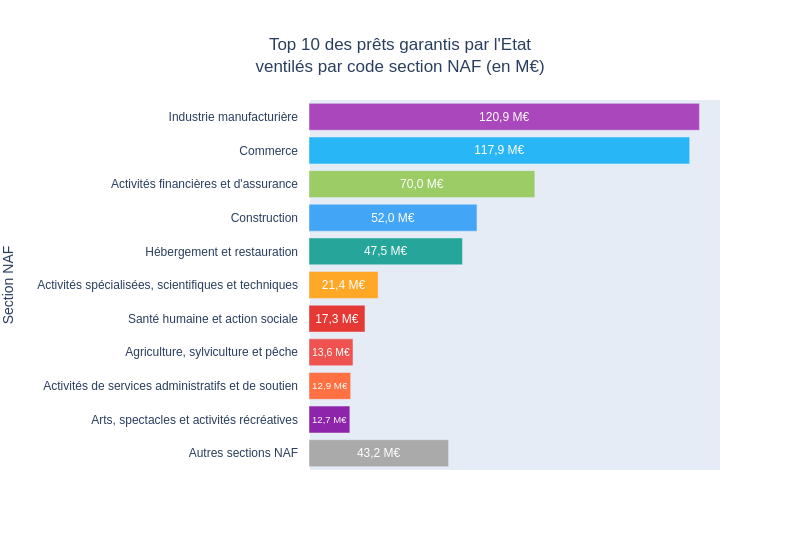 Top 10 des prêts garantis par l'Etat
ventilés par code section NAF (en M€)
Section NAF
Industrie manufacturière 120,9 M€
Commerce 117,9 M€
Activités financières et d'assurance 70,0 M€
Construction 52,0 M€
Hébergement et restauration 47,5 M€
Activités spécialisées, scientifiques et techniques 21,4 M€
Santé humaine et action sociale 17,3 M€
Agriculture, sylviculture et pêche 13,6 M€
Activités de services administratifs et de soutien 12,9 M€
Arts, spectacles et activités récréatives 12,7 M€
Autres sections NAF 43,2 M€